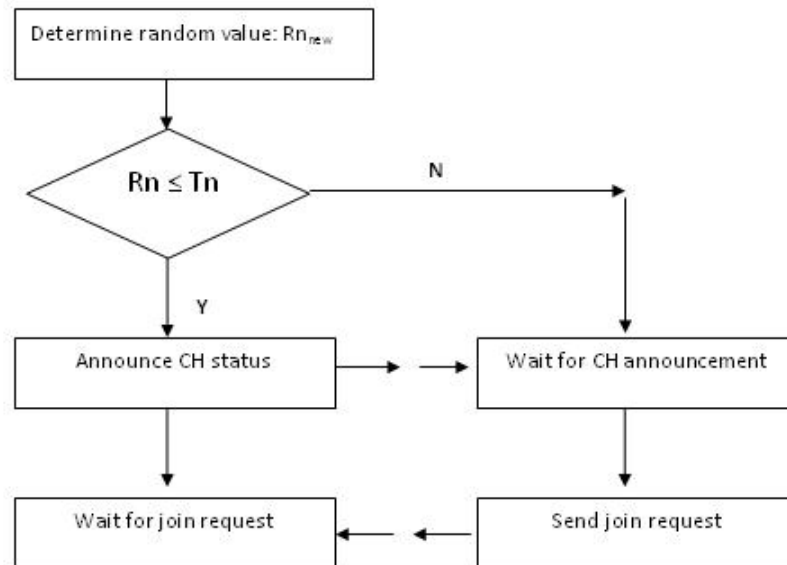 Determine random value: Rn_new
Rn ≤ Tn
N
Y
Announce CH status
Wait for CH announcement
Wait for join request
Send join request